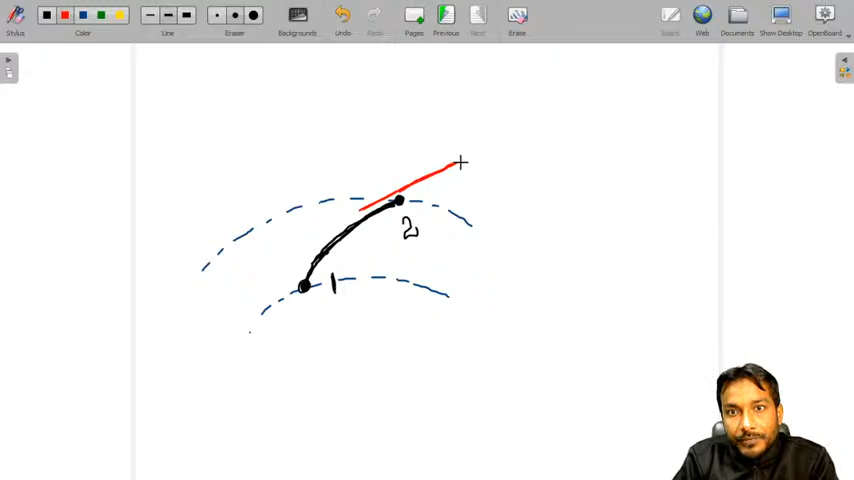 Stylus Color Line Eraser Backgrounds Undo Redo Pages Previous Next Erase Board Web Documents Show Desktop OpenBoard
2
1